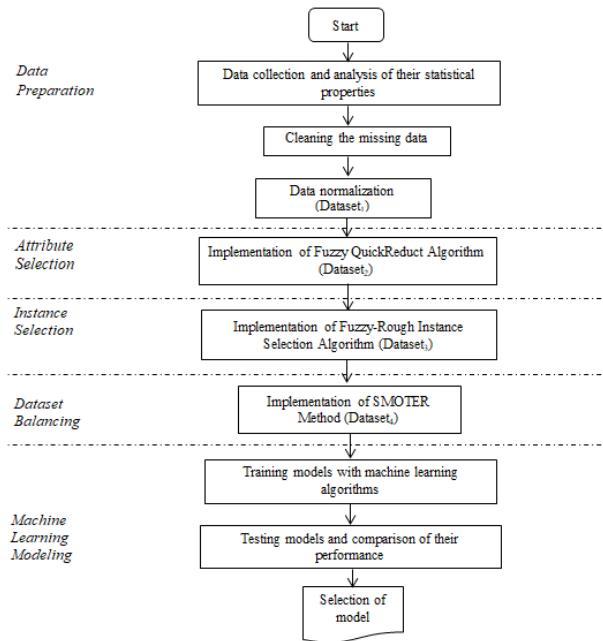 Start
Data
Preparation
Data collection and analysis of their statistical
properties
Cleaning the missing data
Data normalization
(Dataset₁)
Attribute
Selection
Implementation of Fuzzy QuickReduct Algorithm
(Dataset₂)
Instance
Selection
Implementation of Fuzzy-Rough Instance
Selection Algorithm (Dataset₃)
Dataset
Balancing
Implementation of SMOTER
Method (Dataset₄)
Training models with machine learning
algorithms
Machine
Learning
Modeling
Testing models and comparison of their
performance
Selection of
model